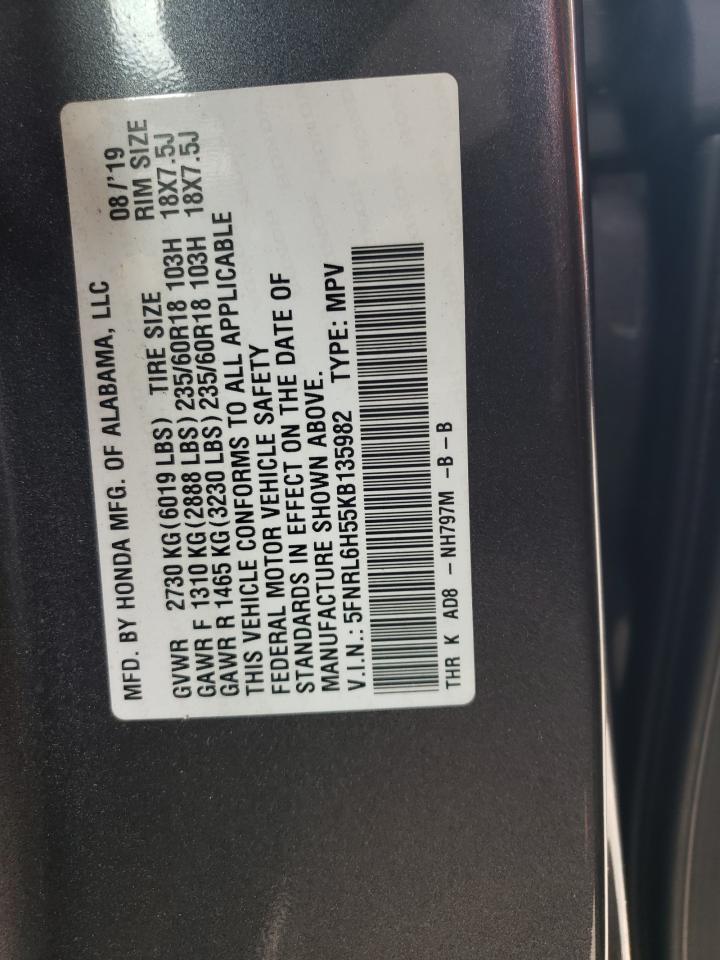 MFD. BY HONDA MFG. OF ALABAMA, LLC 08/'19
TIRE SIZE RIM SIZE
GVWR 2730 KG(6019 LBS)
GAWR F 1310 KG(2888 LBS)235/60R18 103H 18X7.5J
GAWR R 1465 KG(3230 LBS)235/60R18 103H 18X7.5J
THIS VEHICLE CONFORMS TO ALL APPLICABLE
FEDERAL MOTOR VEHICLE SAFETY
STANDARDS IN EFFECT ON THE DATE OF
MANUFACTURE SHOWN ABOVE.
V.I.N.:5FNRL6H55KB135982 TYPE: MPV
THR K AD8 -NH797M -B-B